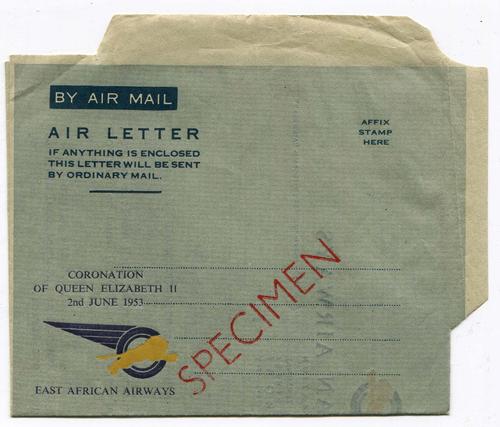 BY AIR MAIL
AIR LETTER
IF ANYTHING IS ENCLOSED
THIS LETTER WILL BE SENT
BY ORDINARY MAIL.
AFFIX
STAMP
HERE
CORONATION
OF QUEEN ELIZABETH II
2nd JUNE 1953
SPECIMEN
EAST AFRICAN AIRWAYS